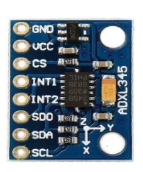 GND
VCC
CS
INT1
INT2
SDO
SDA
SCL
ADXL345
Z
Y
X